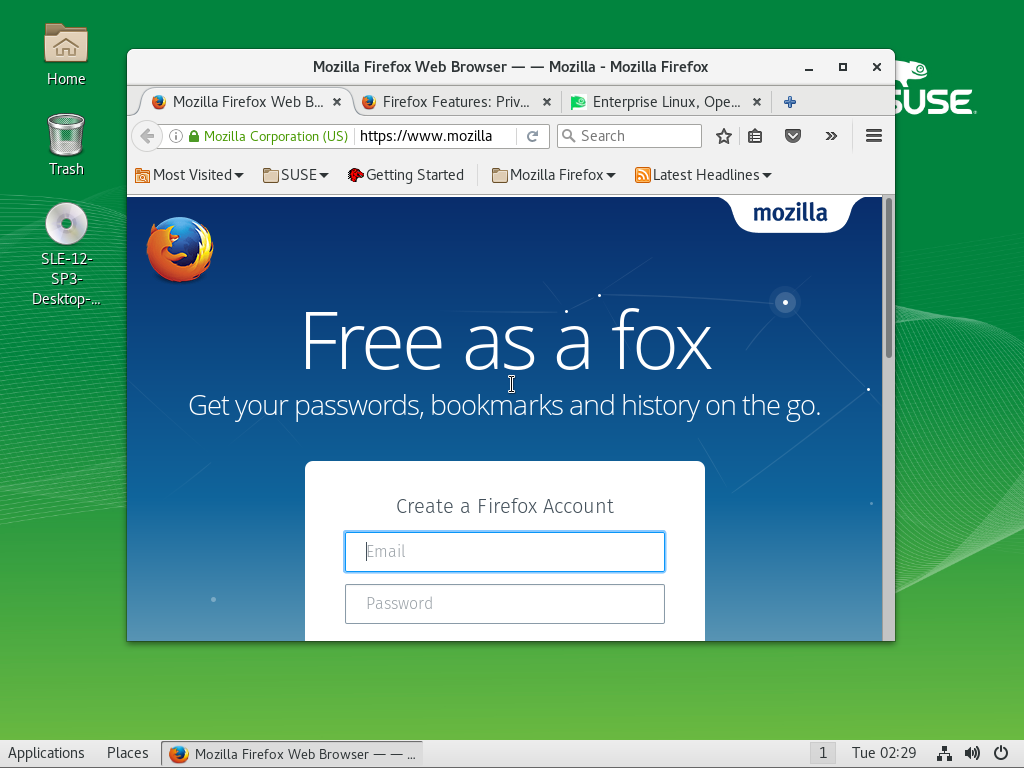 Home
Trash
SLE-12-
SP3-
Desktop-...
SUSE
Mozilla Firefox Web Browser — — Mozilla - Mozilla Firefox
Mozilla Firefox Web B... Firefox Features: Priv... Enterprise Linux, Ope...
Mozilla Corporation (US) https://www.mozilla Search
Most Visited SUSE Getting Started Mozilla Firefox Latest Headlines
mozilla
Free as a fox
Get your passwords, bookmarks and history on the go.
Create a Firefox Account
Email
Password
Applications Places Mozilla Firefox Web Browser — — ... 1 Tue 02:29